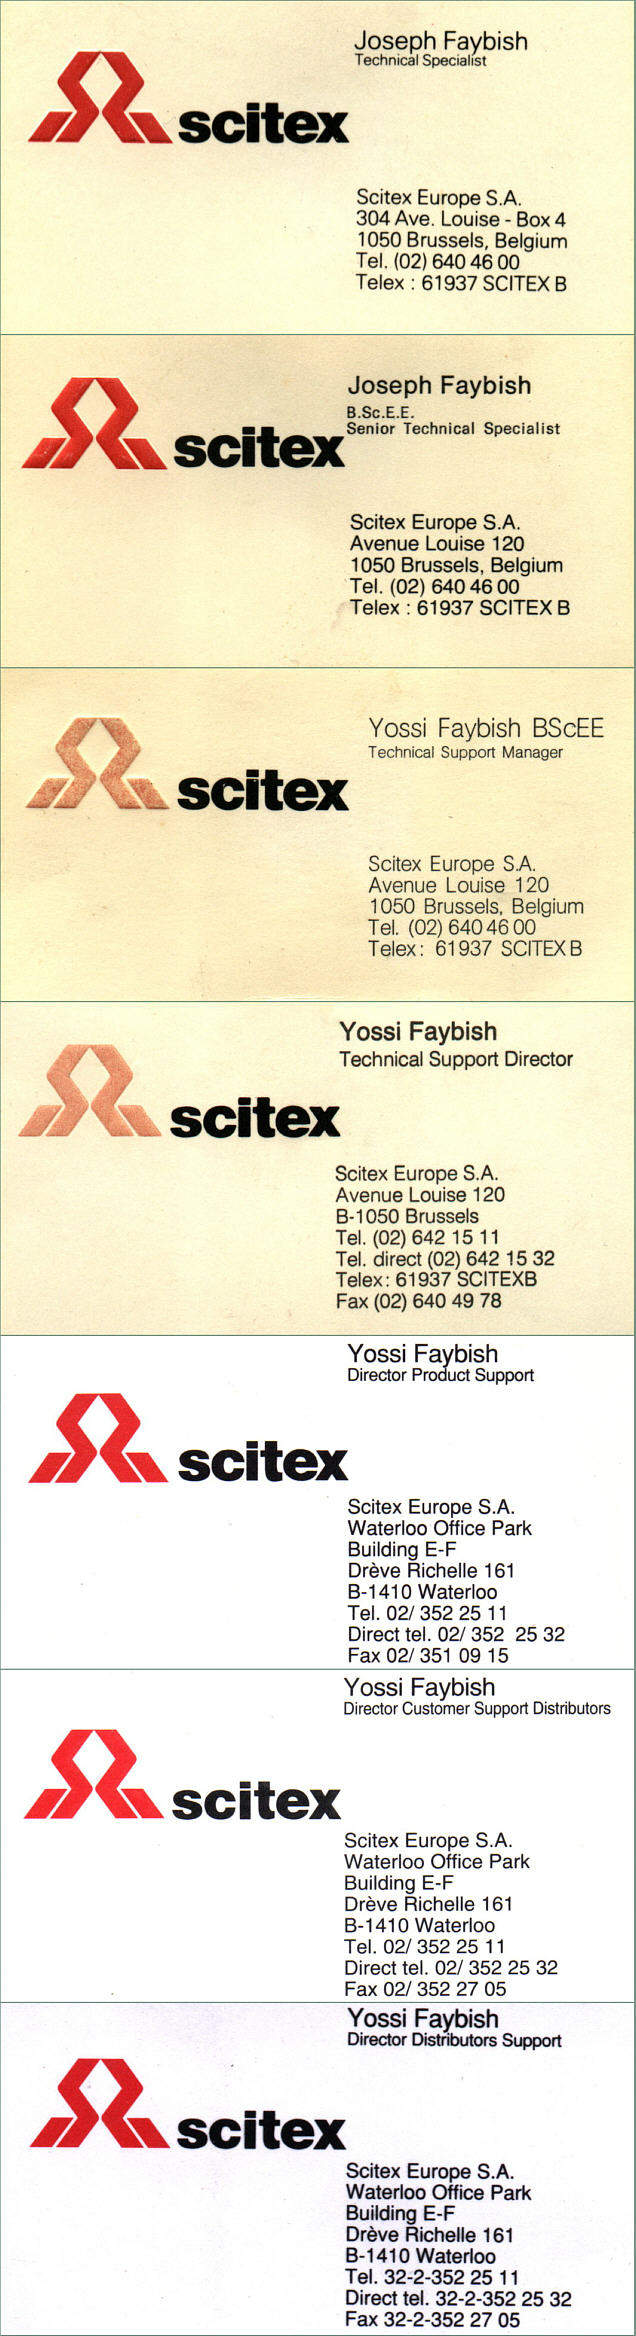 Joseph Faybish
Technical Specialist
scitex
Scitex Europe S.A.
304 Ave. Louise - Box 4
1050 Brussels, Belgium
Tel. (02) 640 46 00
Telex : 61937 SCITEX B
Joseph Faybish
B.Sc.E.E.
Senior Technical Specialist
scitex
Scitex Europe S.A.
Avenue Louise 120
1050 Brussels, Belgium
Tel. (02) 640 46 00
Telex : 61937 SCITEX B
Yossi Faybish BScEE
Technical Support Manager
scitex
Scitex Europe S.A.
Avenue Louise 120
1050 Brussels, Belgium
Tel. (02) 640 46 00
Telex: 61937 SCITEX B
Yossi Faybish
Technical Support Director
scitex
Scitex Europe S.A.
Avenue Louise 120
B-1050 Brussels
Tel. (02) 642 15 11
Tel. direct (02) 642 15 32
Telex: 61937 SCITEXB
Fax (02) 640 49 78
Yossi Faybish
Director Product Support
scitex
Scitex Europe S.A.
Waterloo Office Park
Building E-F
Drève Richelle 161
B-1410 Waterloo
Tel. 02/ 352 25 11
Direct tel. 02/ 352 25 32
Fax 02/ 351 09 15
Yossi Faybish
Director Customer Support Distributors
scitex
Scitex Europe S.A.
Waterloo Office Park
Building E-F
Drève Richelle 161
B-1410 Waterloo
Tel. 02/ 352 25 11
Direct tel. 02/ 352 25 32
Fax 02/ 352 27 05
Yossi Faybish
Director Distributors Support
scitex
Scitex Europe S.A.
Waterloo Office Park
Building E-F
Drève Richelle 161
B-1410 Waterloo
Tel. 32-2-352 25 11
Direct tel. 32-2-352 25 32
Fax 32-2-352 27 05